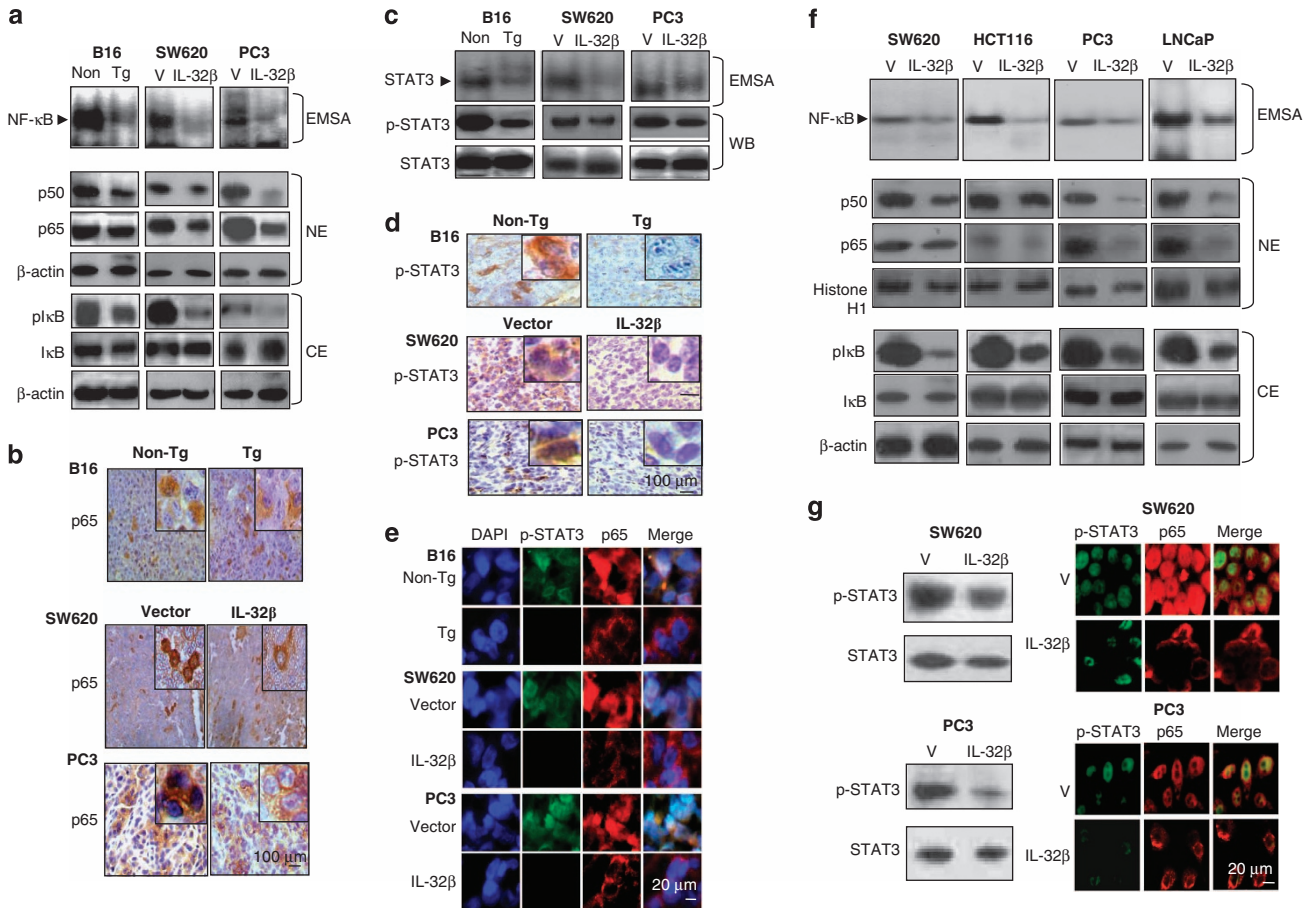 a
B16 SW620 PC3
Non Tg V IL-32β V IL-32β
NF-κB EMSA
p50
p65 NE
β-actin
pIκB
IκB CE
β-actin
b
Non-Tg Tg
B16
p65
Vector IL-32β
SW620
p65
PC3
p65
100 μm
c
B16 SW620 PC3
Non Tg V IL-32β V IL-32β
STAT3 EMSA
p-STAT3
WB
STAT3
d
Non-Tg Tg
B16
p-STAT3
Vector IL-32β
SW620
p-STAT3
PC3
p-STAT3
100 μm
e
DAPI p-STAT3 p65 Merge
B16
Non-Tg
Tg
SW620
Vector
IL-32β
PC3
Vector
IL-32β
20 μm
f
SW620 HCT116 PC3 LNCaP
V IL-32β V IL-32β V IL-32β V IL-32β
NF-κB EMSA
p50
p65 NE
Histone
H1
pIκB
IκB CE
β-actin
g
SW620
V IL-32β
p-STAT3
STAT3
PC3
V IL-32β
p-STAT3
STAT3
SW620
p-STAT3 p65 Merge
V
IL-32β
PC3
p-STAT3 p65 Merge
V
IL-32β
20 μm